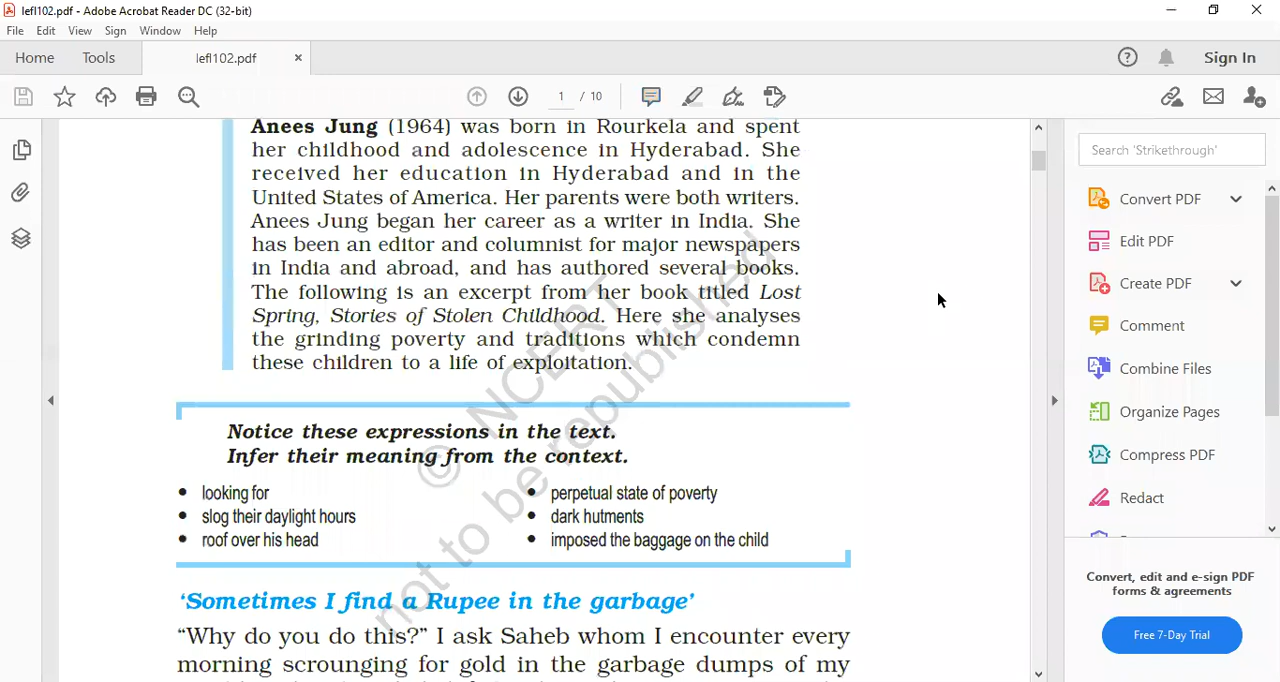 lefl102.pdf - Adobe Acrobat Reader DC (32-bit)
File Edit View Sign Window Help
Home Tools lefl102.pdf × Sign In
1 / 10
Anees Jung (1964) was born in Rourkela and spent
her childhood and adolescence in Hyderabad. She
received her education in Hyderabad and in the
United States of America. Her parents were both writers.
Anees Jung began her career as a writer in India. She
has been an editor and columnist for major newspapers
in India and abroad, and has authored several books.
The following is an excerpt from her book titled Lost
Spring, Stories of Stolen Childhood. Here she analyses
the grinding poverty and traditions which condemn
these children to a life of exploitation.
Notice these expressions in the text.
Infer their meaning from the context.
• looking for
• slog their daylight hours
• roof over his head
• perpetual state of poverty
• dark hutments
• imposed the baggage on the child
‘Sometimes I find a Rupee in the garbage’
“Why do you do this?” I ask Saheb whom I encounter every
morning scrounging for gold in the garbage dumps of my
© NCERT
not to be republished
Search 'Strikethrough'
Convert PDF
Edit PDF
Create PDF
Comment
Combine Files
Organize Pages
Compress PDF
Redact
Convert, edit and e-sign PDF
forms & agreements
Free 7-Day Trial